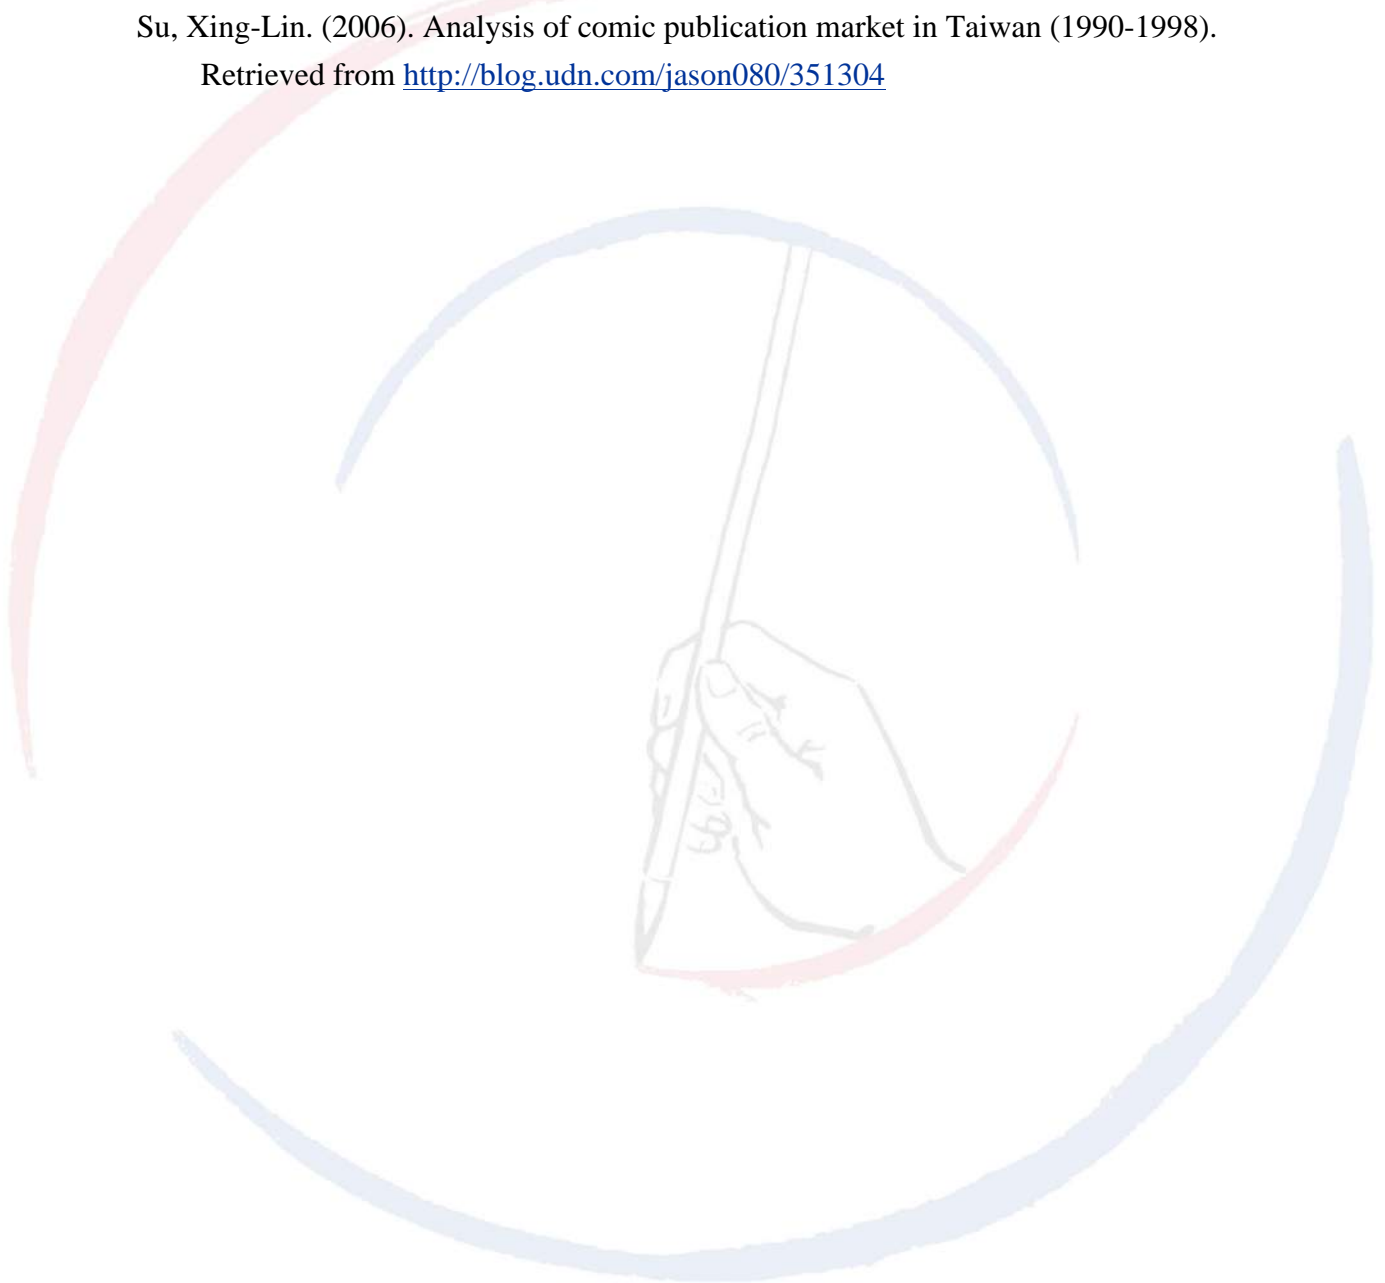 Su, Xing-Lin. (2006). Analysis of comic publication market in Taiwan (1990-1998).
Retrieved from http://blog.udn.com/jason080/351304